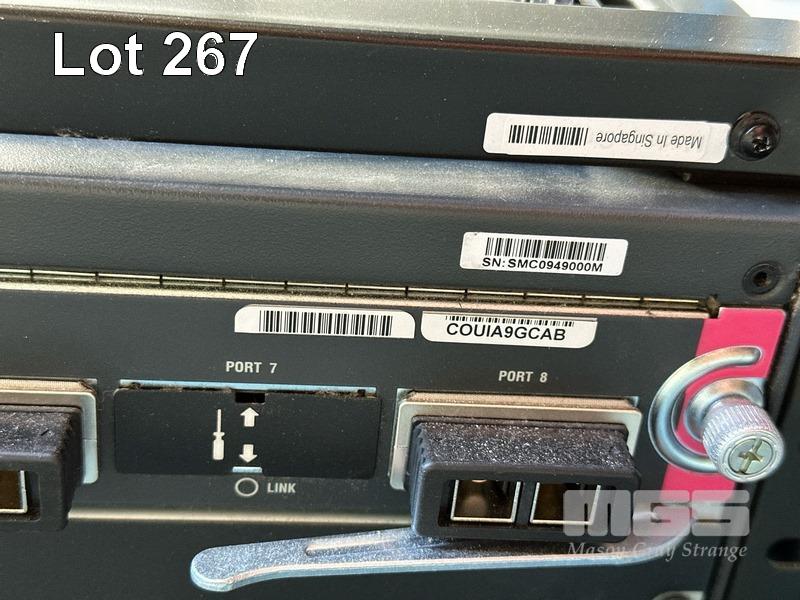 Lot 267
Made In Singapore
SN: SMC0949000M
COUIA9GCAB
PORT 7
PORT 8
LINK
MGS
Mason Gray Strange